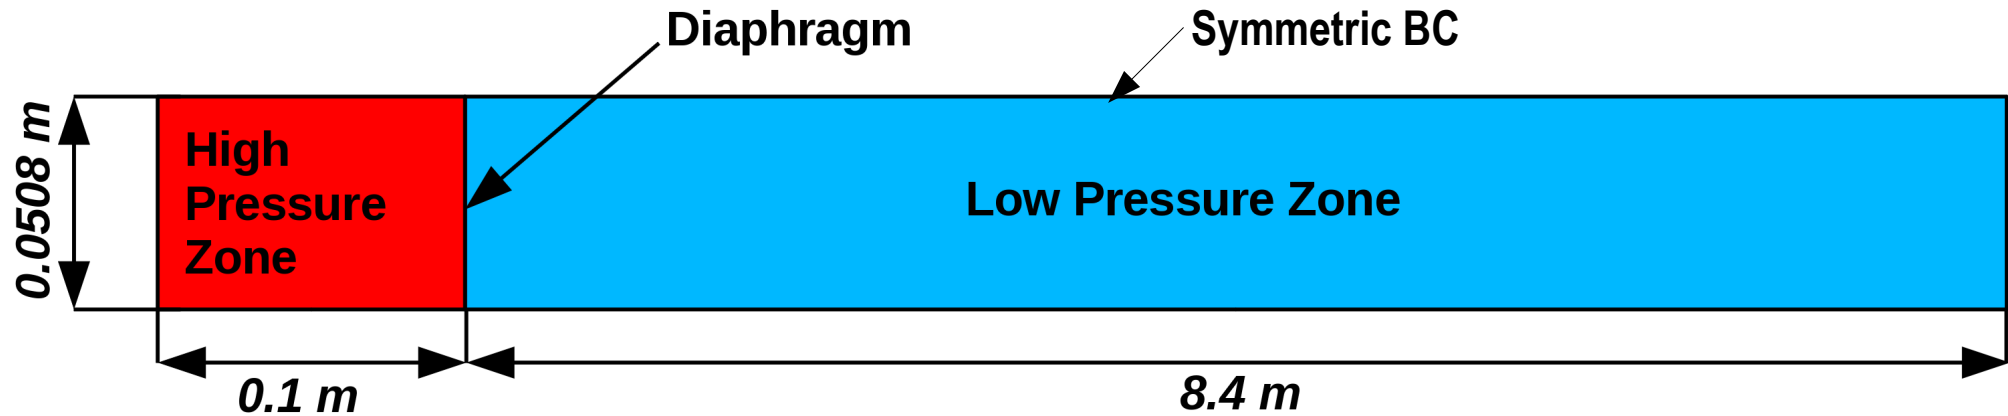 Diaphragm
Symmetric BC
0.0508 m
High
Pressure
Zone
Low Pressure Zone
0.1 m
8.4 m